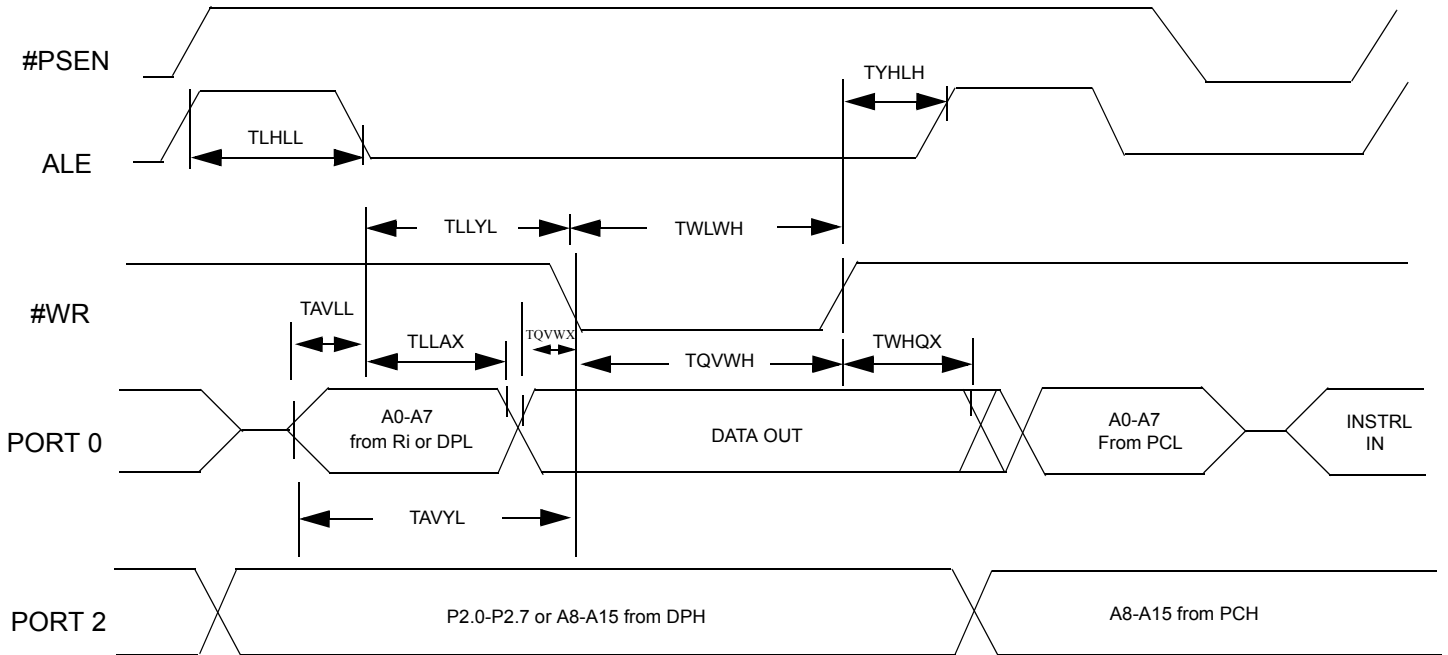 #PSEN
TYHLH
TLHLL
ALE
TLLYL
TWLWH
#WR
TAVLL
TQVWX
TLLAX
TQVWH
TWHQX
PORT 0
A0-A7
from Ri or DPL
DATA OUT
A0-A7
From PCL
INSTRL
IN
TAVYL
PORT 2
P2.0-P2.7 or A8-A15 from DPH
A8-A15 from PCH